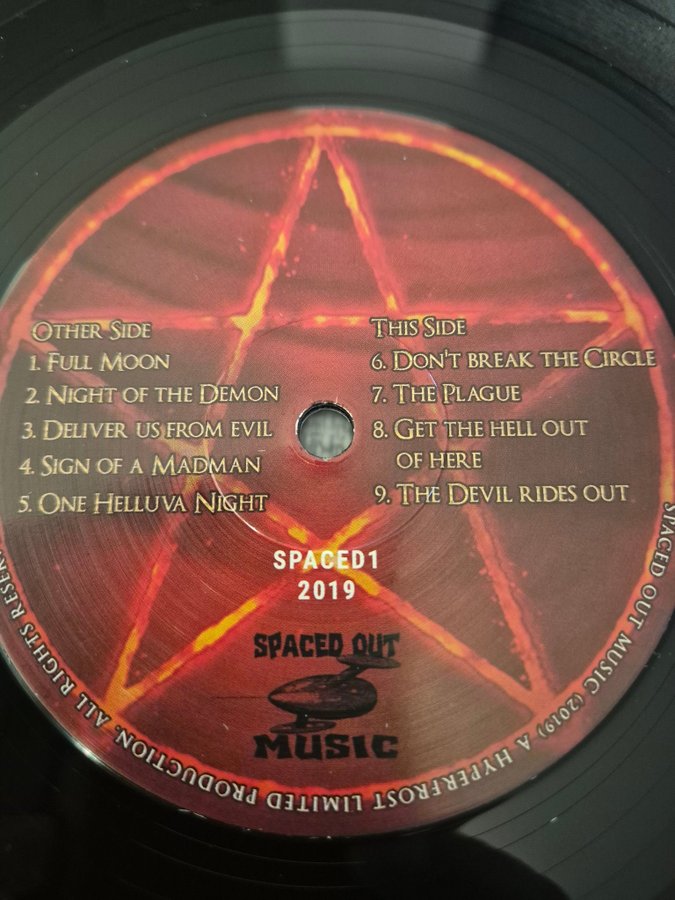 Other Side
1. Full Moon
2. Night of the Demon
3. Deliver us from evil
4. Sign of a Madman
5. One Helluva Night
This Side
6. Don't break the Circle
7. The Plague
8. Get the hell out
of here
9. The Devil rides out
SPACED1
2019
SPACED OUT
MUSIC
SPACED OUT MUSIC (2019). A HYPERFROST LIMITED PRODUCTION. ALL RIGHTS